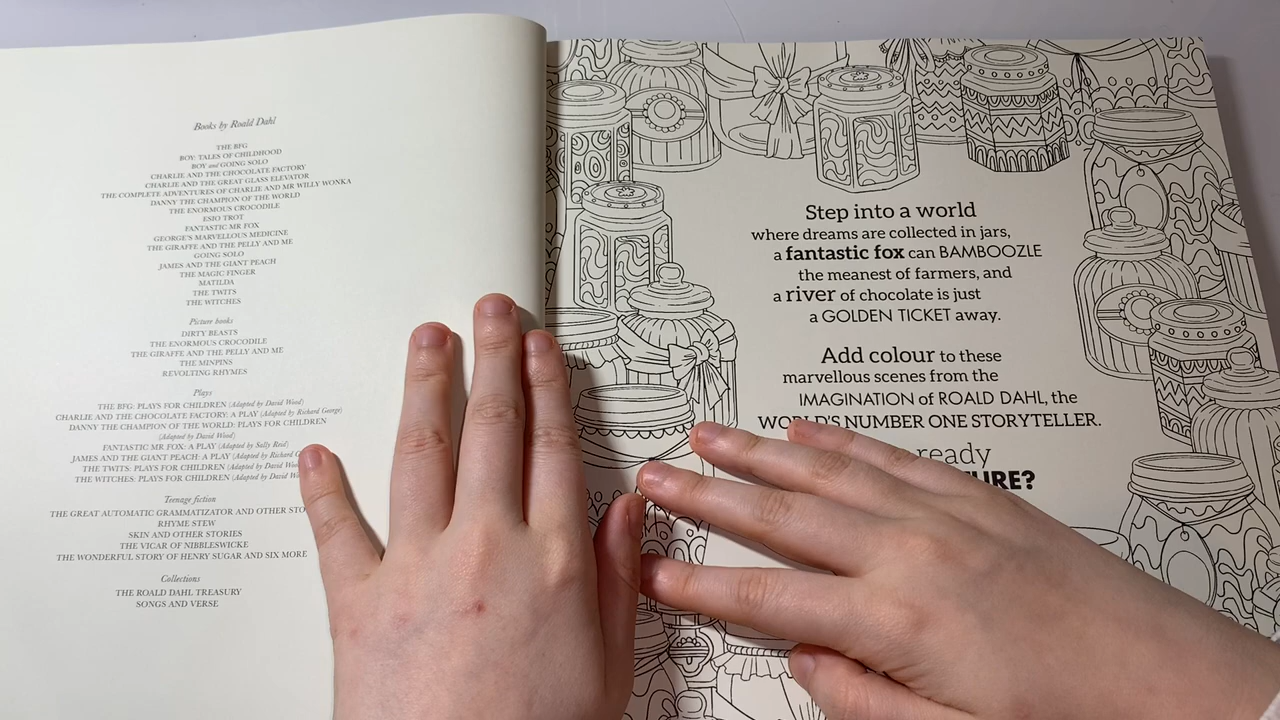 Books by Roald Dahl
THE BFG
BOY: TALES OF CHILDHOOD
BOY and GOING SOLO
CHARLIE AND THE CHOCOLATE FACTORY
CHARLIE AND THE GREAT GLASS ELEVATOR
THE COMPLETE ADVENTURES OF CHARLIE AND MR WILLY WONKA
DANNY THE CHAMPION OF THE WORLD
THE ENORMOUS CROCODILE
ESIO TROT
FANTASTIC MR FOX
GEORGE'S MARVELLOUS MEDICINE
THE GIRAFFE AND THE PELLY AND ME
GOING SOLO
JAMES AND THE GIANT PEACH
THE MAGIC FINGER
MATILDA
THE TWITS
THE WITCHES
Picture books
DIRTY BEASTS
THE ENORMOUS CROCODILE
THE GIRAFFE AND THE PELLY AND ME
THE MINPINS
REVOLTING RHYMES
Plays
THE BFG: PLAYS FOR CHILDREN (Adapted by David Wood)
CHARLIE AND THE CHOCOLATE FACTORY: A PLAY (Adapted by Richard George)
DANNY THE CHAMPION OF THE WORLD: PLAYS FOR CHILDREN
(Adapted by David Wood)
FANTASTIC MR FOX: A PLAY (Adapted by Sally Reid)
JAMES AND THE GIANT PEACH: A PLAY (Adapted by Richard
THE TWITS: PLAYS FOR CHILDREN (Adapted by David
THE WITCHES: PLAYS FOR CHILDREN (Adapted by David
Teenage fiction
THE GREAT AUTOMATIC GRAMMATIZATOR AND OTHER
RHYME STEW
SKIN AND OTHER STORIES
THE VICAR OF NIBBLESWICKE
THE WONDERFUL STORY OF HENRY SUGAR AND SIX MORE
Collections
THE ROALD DAHL TREASURY
SONGS AND VERSE
Step into a world
where dreams are collected in jars,
a fantastic fox can BAMBOOZLE
the meanest of farmers, and
a river of chocolate is just
a GOLDEN TICKET away.
Add colour to these
marvellous scenes from the
IMAGINATION of ROALD DAHL, the
WORLD'S NUMBER ONE STORYTELLER.
ready